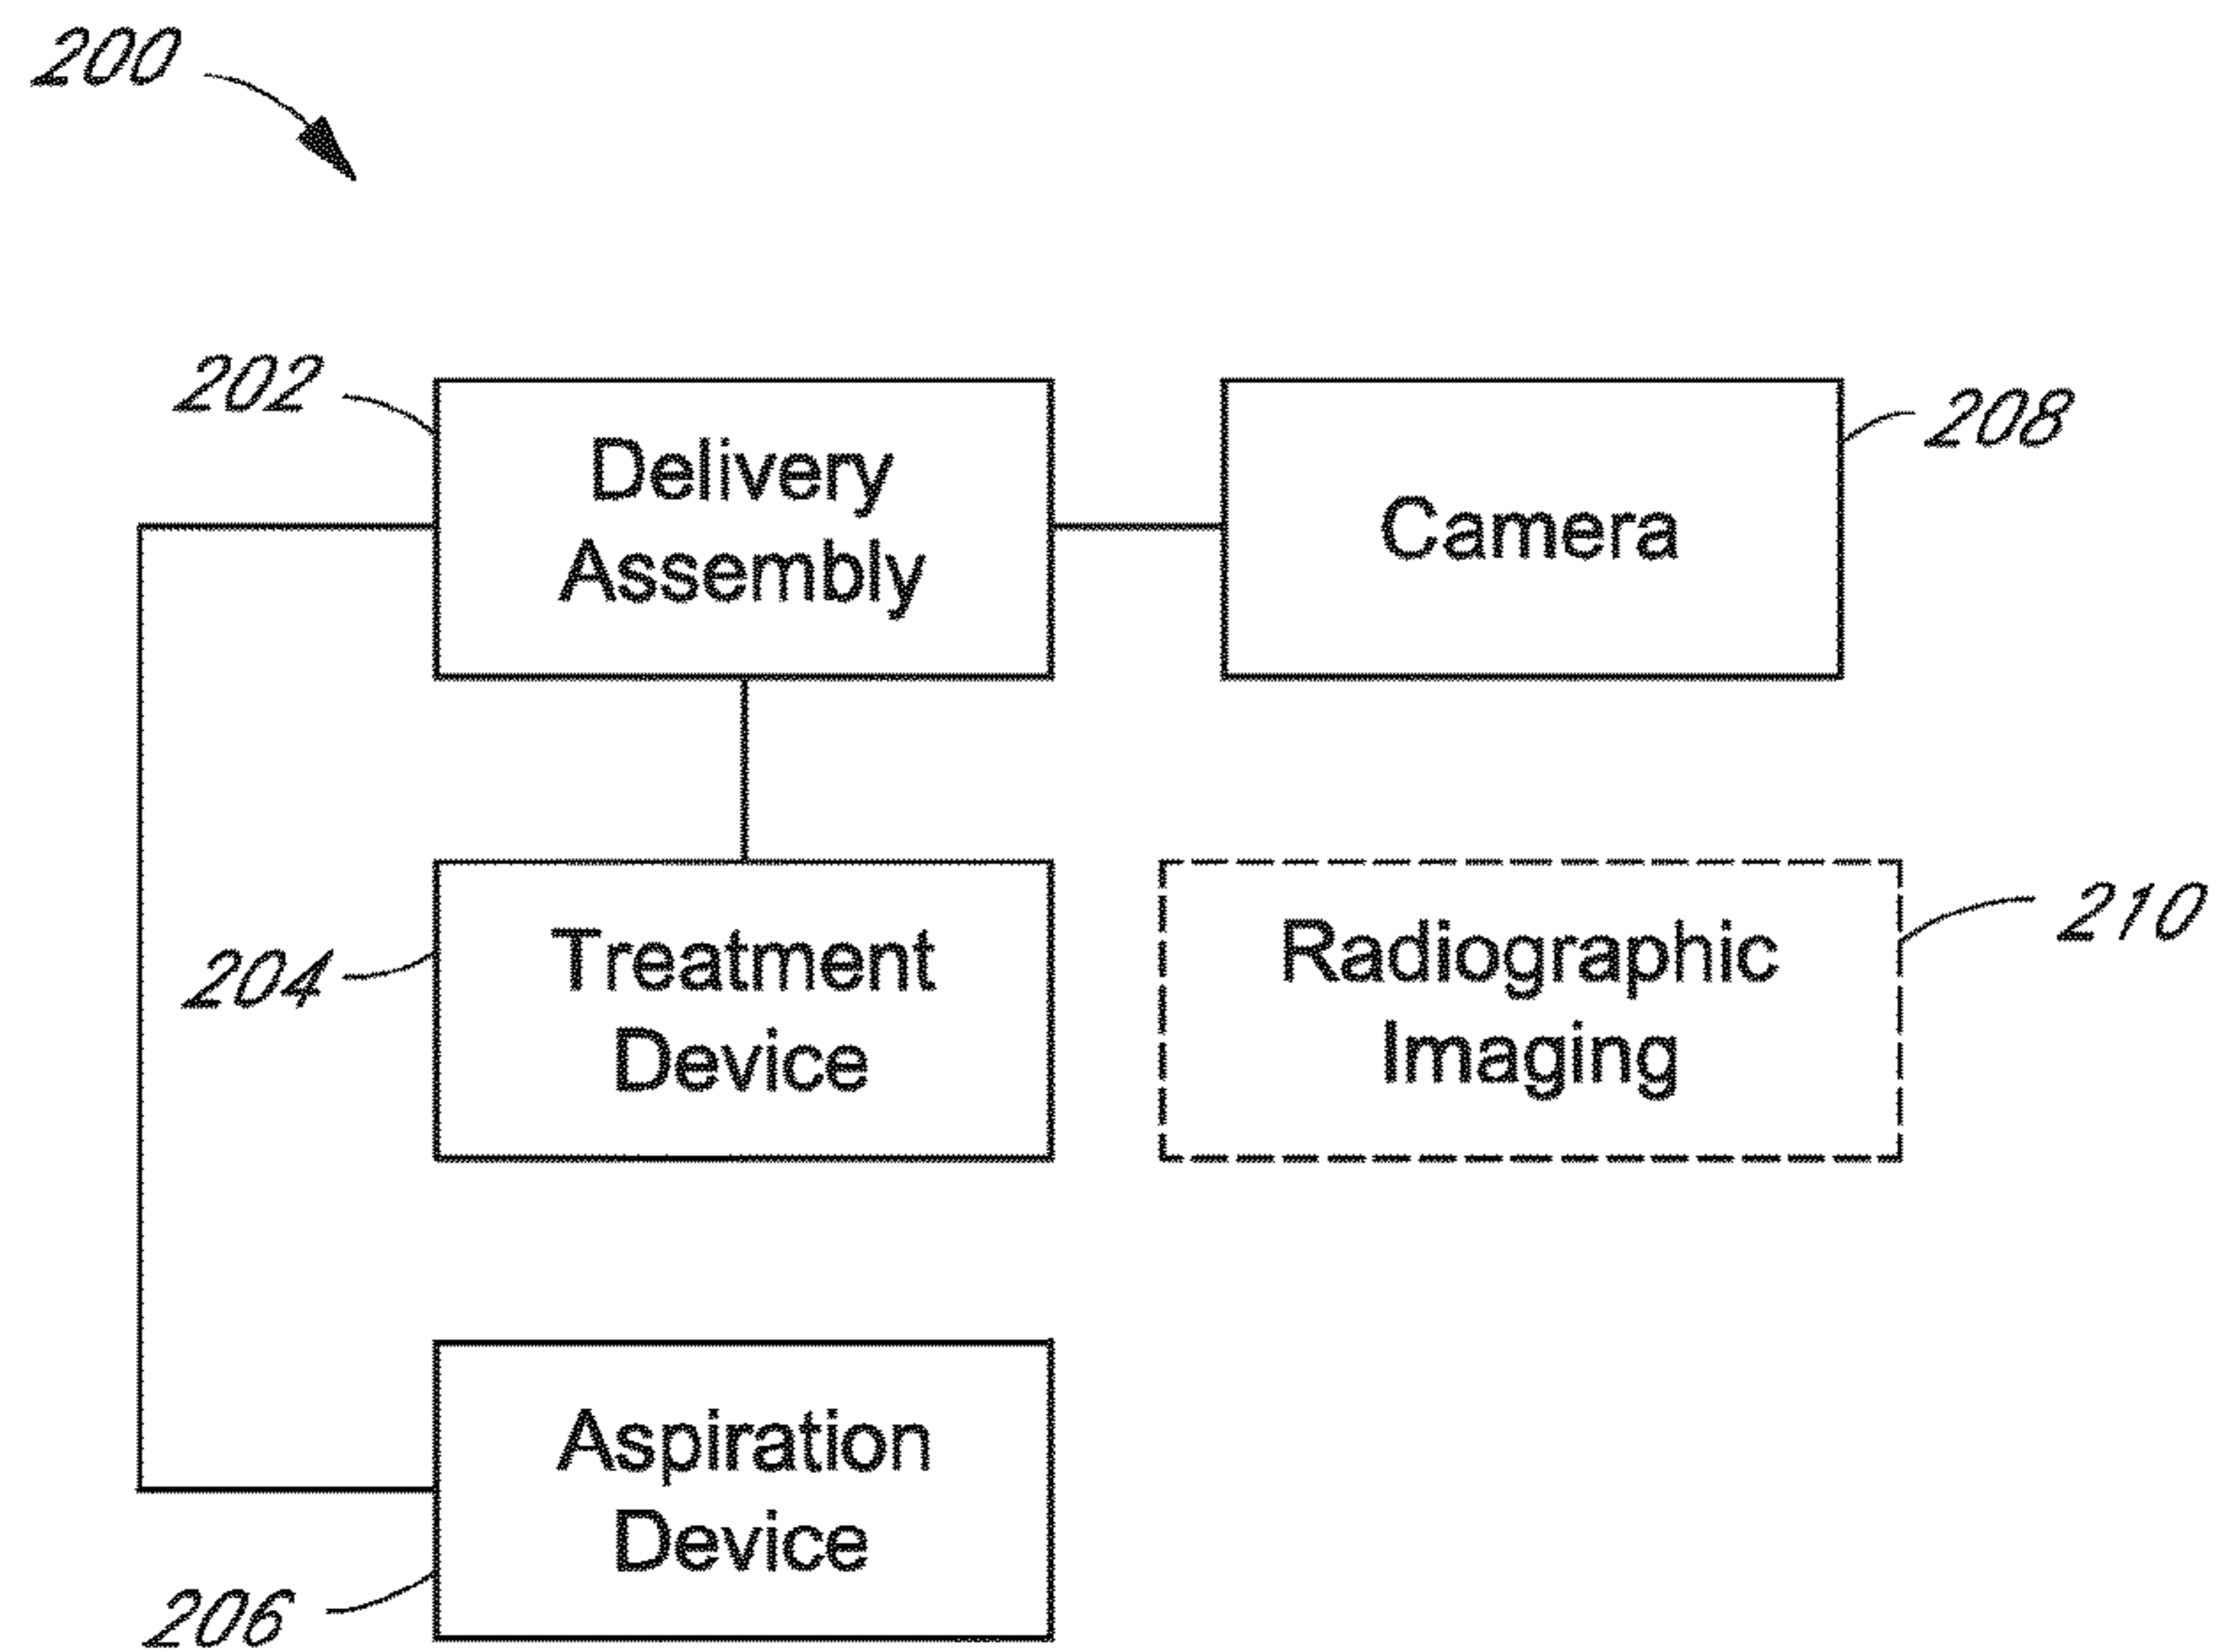 200
202
Delivery
Assembly
Camera
208
204
Treatment
Device
Radiographic
Imaging
210
Aspiration
Device
206